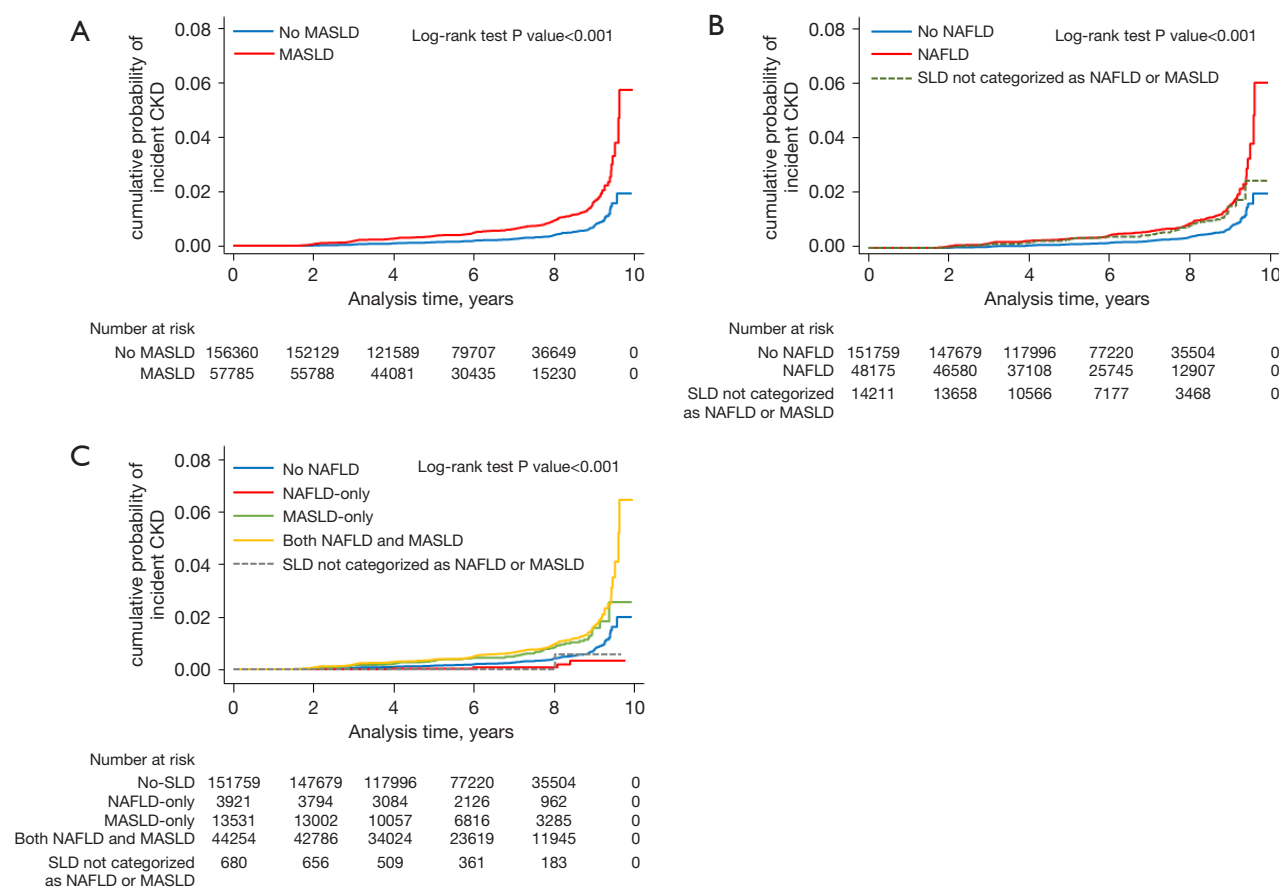 A
cumulative probability of
incident CKD
0.08
0.06
0.04
0.02
0.00
No MASLD
MASLD
Log-rank test P value<0.001
0 2 4 6 8 10
Analysis time, years
Number at risk
No MASLD 156360 152129 121589 79707 36649 0
MASLD 57785 55788 44081 30435 15230 0
B
cumulative probability of
incident CKD
0.08
0.06
0.04
0.02
0.00
No NAFLD
NAFLD
SLD not categorized as NAFLD or MASLD
Log-rank test P value<0.001
0 2 4 6 8 10
Analysis time, years
Number at risk
No NAFLD 151759 147679 117996 77220 35504 0
NAFLD 48175 46580 37108 25745 12907 0
SLD not categorized 14211 13658 10566 7177 3468 0
as NAFLD or MASLD
C
cumulative probability of
incident CKD
0.08
0.06
0.04
0.02
0.00
No NAFLD
NAFLD-only
MASLD-only
Both NAFLD and MASLD
SLD not categorized as NAFLD or MASLD
Log-rank test P value<0.001
0 2 4 6 8 10
Analysis time, years
Number at risk
No-SLD 151759 147679 117996 77220 35504 0
NAFLD-only 3921 3794 3084 2126 962 0
MASLD-only 13531 13002 10057 6816 3285 0
Both NAFLD and MASLD 44254 42786 34024 23619 11945 0
SLD not categorized 680 656 509 361 183 0
as NAFLD or MASLD